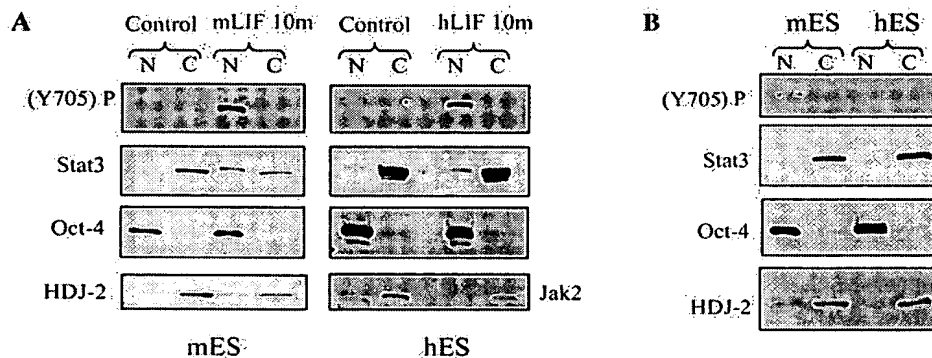 A
Control mLIF 10m
N C N C
Control hLIF 10m
N C N C
(Y705) P
Stat3
Oct-4
HDJ-2
Jak2
mES
hES
B
mES hES
N C N C
(Y705) P
Stat3
Oct-4
HDJ-2